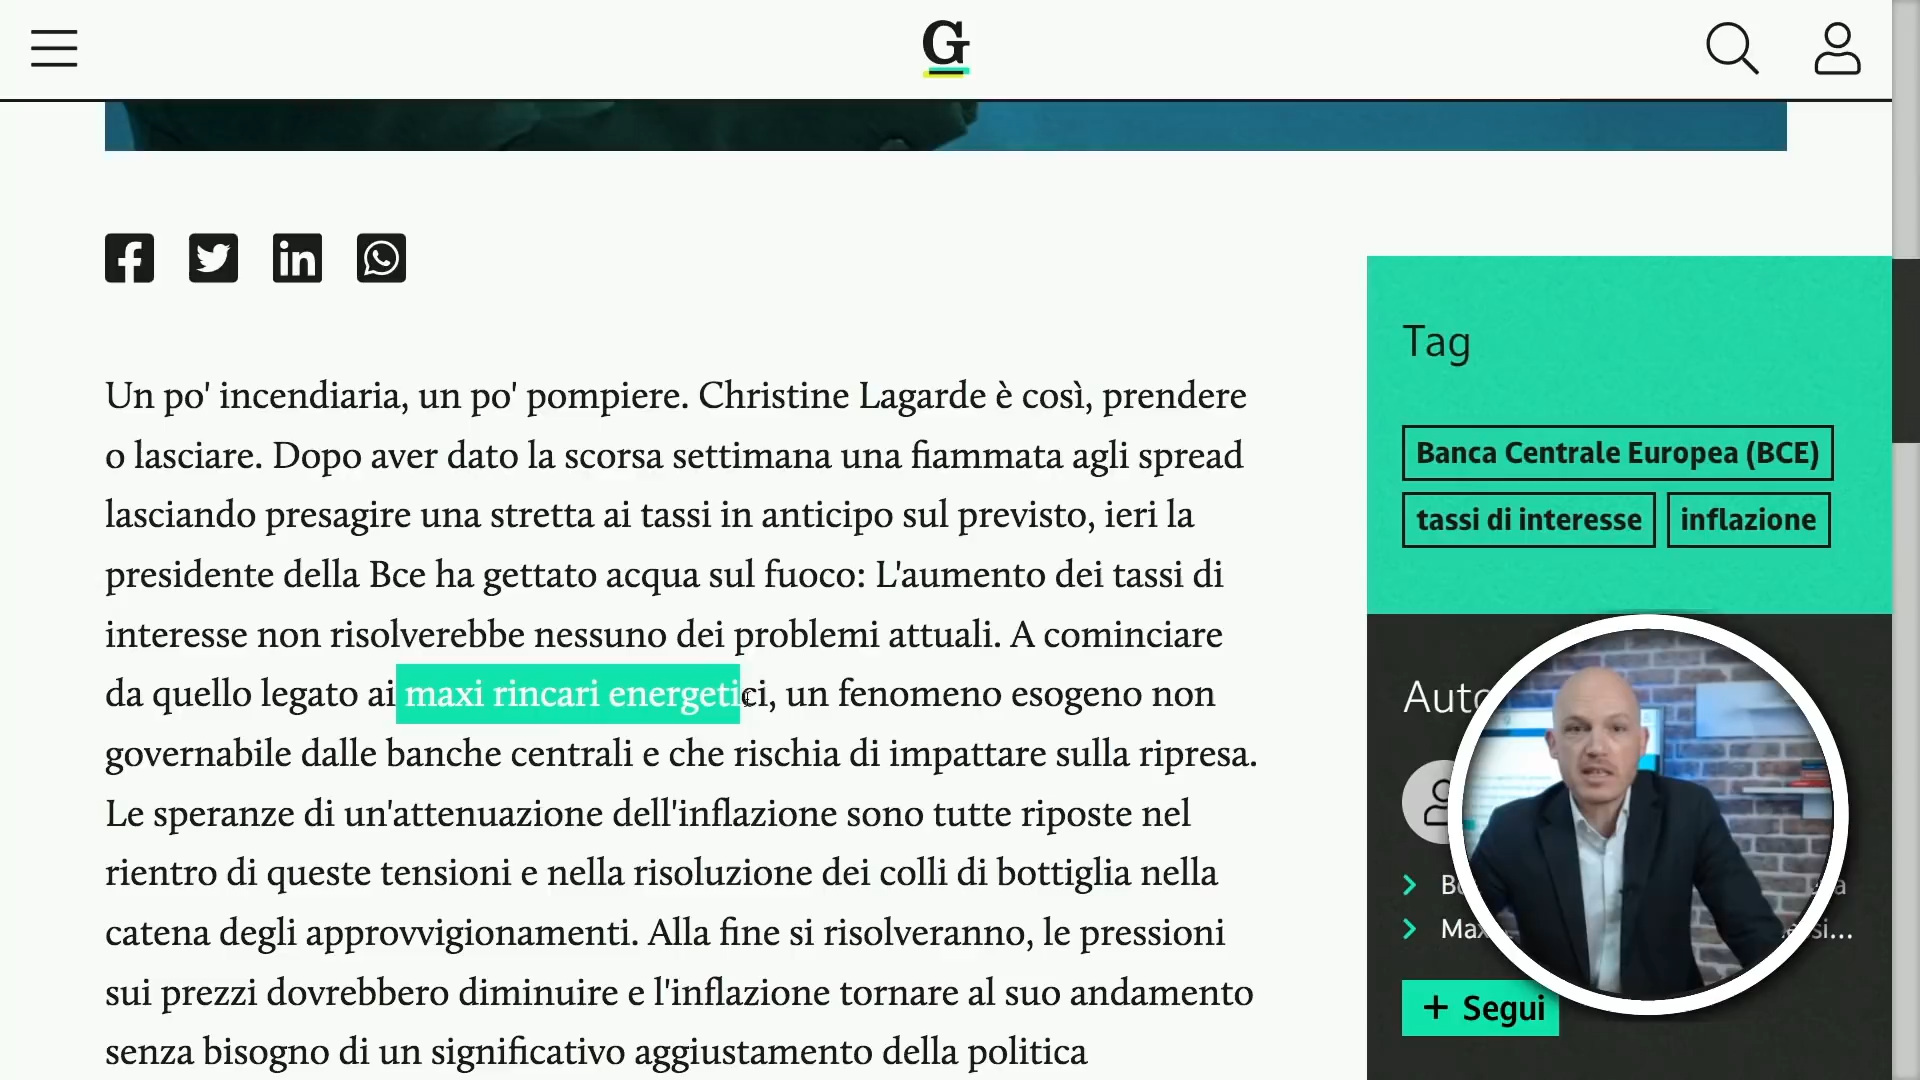 G
Un po' incendiaria, un po' pompiere. Christine Lagarde è così, prendere
o lasciare. Dopo aver dato la scorsa settimana una fiammata agli spread
lasciando presagire una stretta ai tassi in anticipo sul previsto, ieri la
presidente della Bce ha gettato acqua sul fuoco: L'aumento dei tassi di
interesse non risolverebbe nessuno dei problemi attuali. A cominciare
da quello legato ai maxi rincari energetici, un fenomeno esogeno non
governabile dalle banche centrali e che rischia di impattare sulla ripresa.
Le speranze di un'attenuazione dell'inflazione sono tutte riposte nel
rientro di queste tensioni e nella risoluzione dei colli di bottiglia nella
catena degli approvvigionamenti. Alla fine si risolveranno, le pressioni
sui prezzi dovrebbero diminuire e l'inflazione tornare al suo andamento
senza bisogno di un significativo aggiustamento della politica
Tag
Banca Centrale Europea (BCE)
tassi di interesse inflazione
+ Segui